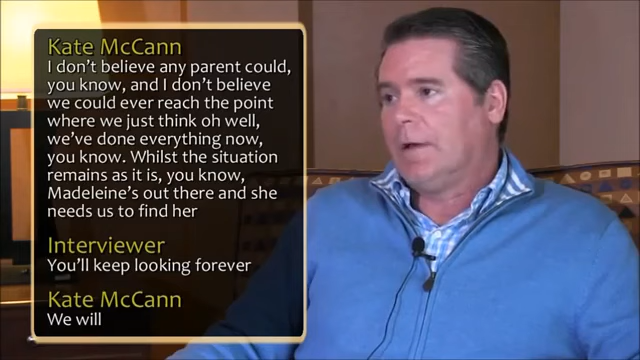 Kate McCann
I don't believe any parent could,
you know, and I don't believe
we could ever reach the point
where we just think oh well,
we've done everything now,
you know. Whilst the situation
remains as it is, you know,
Madeleine's out there and she
needs us to find her
Interviewer
You'll keep looking forever
Kate McCann
We will